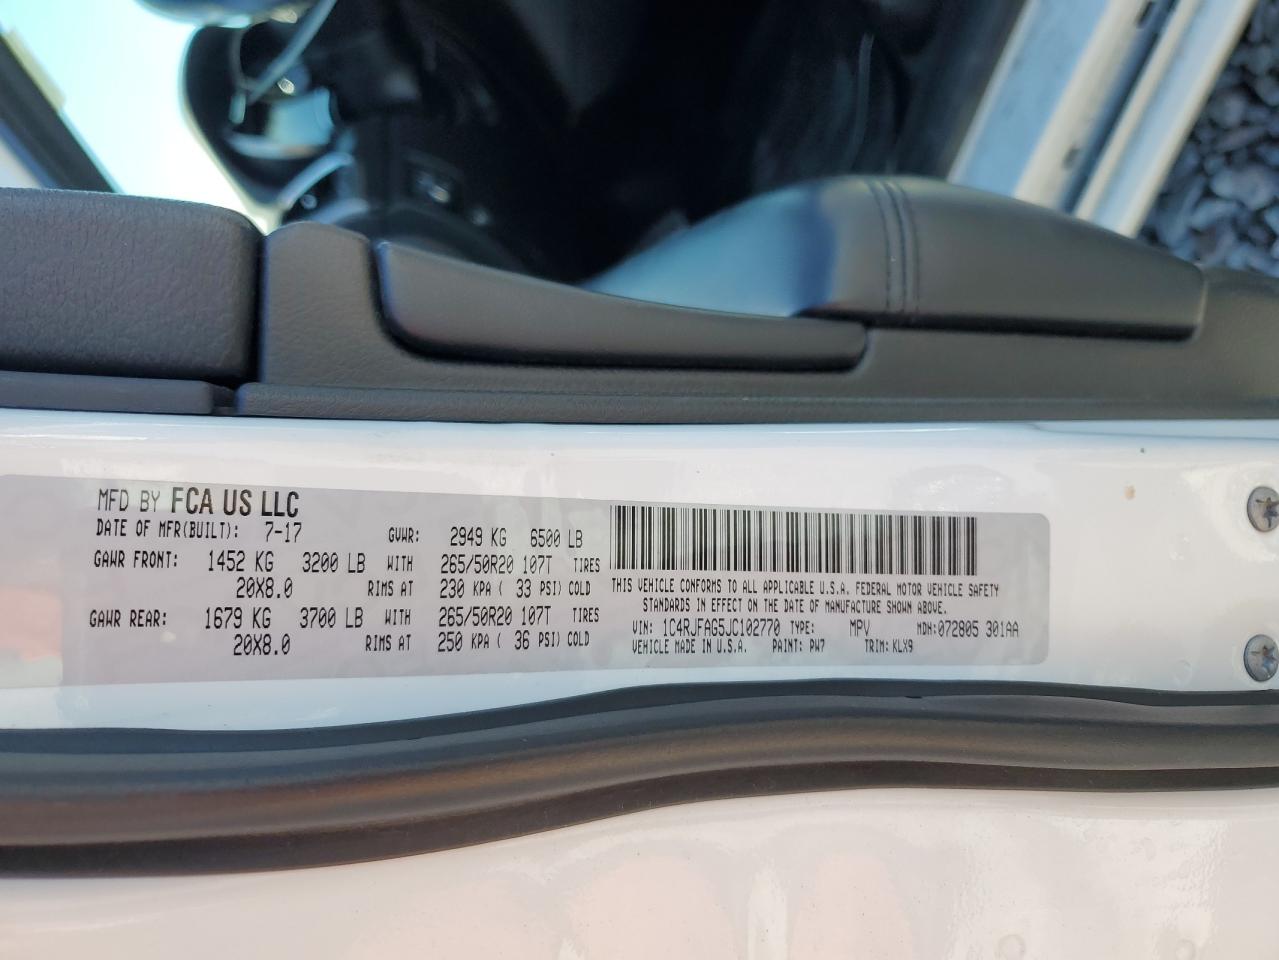 MFD BY FCA US LLC
DATE OF MFR(BUILT): 7-17 GVWR: 2949 KG 6500 LB
GAWR FRONT: 1452 KG 3200 LB WITH 265/50R20 107T TIRES
20X8.0 RIMS AT 230 KPA ( 33 PSI) COLD
GAWR REAR: 1679 KG 3700 LB WITH 265/50R20 107T TIRES
20X8.0 RIMS AT 250 KPA ( 36 PSI) COLD
THIS VEHICLE CONFORMS TO ALL APPLICABLE U.S.A. FEDERAL MOTOR VEHICLE SAFETY
STANDARDS IN EFFECT ON THE DATE OF MANUFACTURE SHOWN ABOVE.
VIN: 1C4RJFAG5JC102770 TYPE: MPV MDH: 072805 301AA
VEHICLE MADE IN U.S.A. PAINT: PW7 TRIM: KLX9